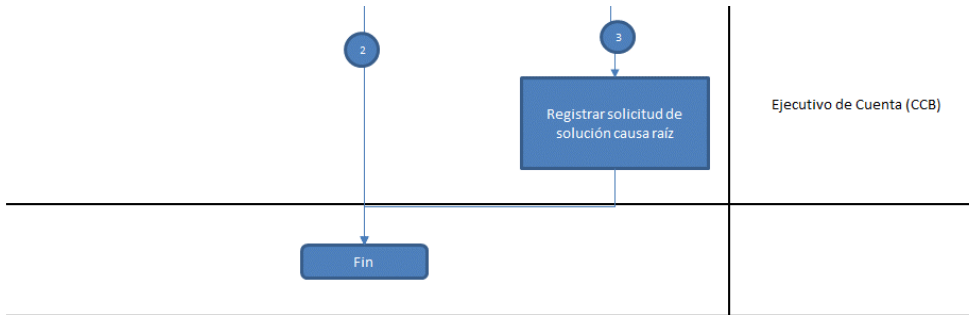 2
3
Registrar solicitud de
solución causa raíz
Ejecutivo de Cuenta (CCB)
Fin